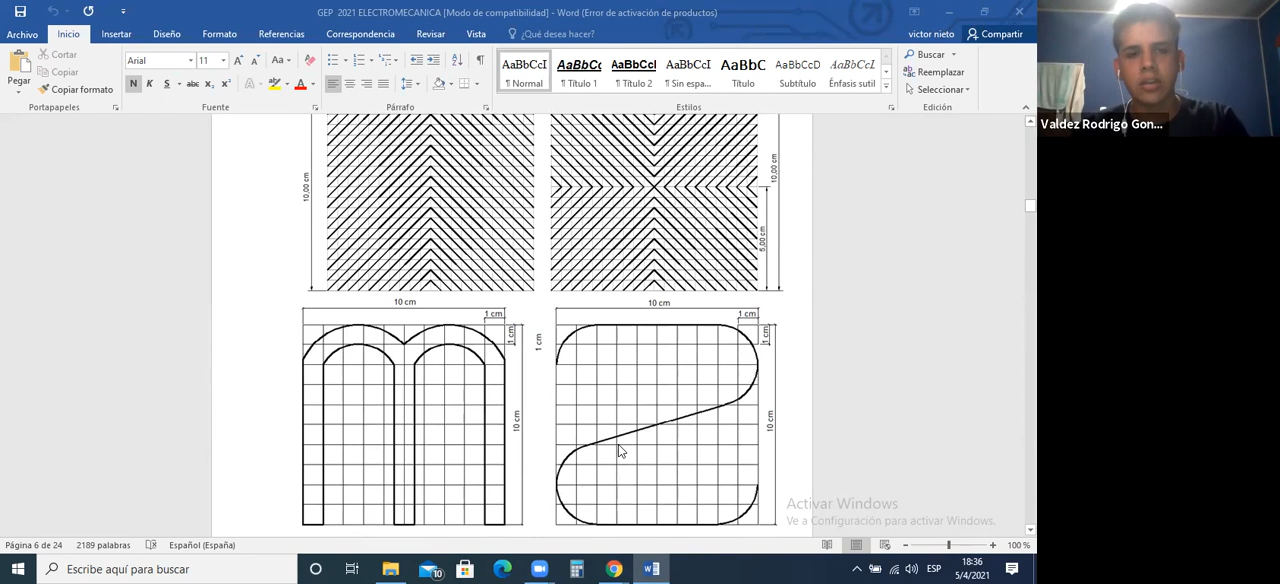 GEP 2021 ELECTROMECANICA [Modo de compatibilidad] - Word (Error de activación de productos)
Archivo Inicio Insertar Diseño Formato Referencias Correspondencia Revisar Vista ¿Qué desea hacer? victor nieto Compartir
Pegar
Cortar
Copiar
Copiar formato
Portapapeles
Arial 11 Aa
N K S abc x₂ x² A
Fuente
Párrafo
AaBbCcI AaBbCc AaBbCcI AaBbCcI AaBbC AaBbCcD AaBbCcD
¶ Normal ¶ Título 1 ¶ Título 2 ¶ Sin espa... Título Subtítulo Énfasis sutil
Estilos
Buscar
Reemplazar
Seleccionar
Edición
Valdez Rodrigo Gon...
10,00 cm
10,00 cm
5,00 cm
10 cm
1 cm
1 cm
10 cm
1 cm
10 cm
1 cm
1 cm
10 cm
Activar Windows
Ve a Configuración para activar Windows.
Página 6 de 24 2189 palabras Español (España) 100 %
Escribe aquí para buscar
10
ESP
18:36
5/4/2021